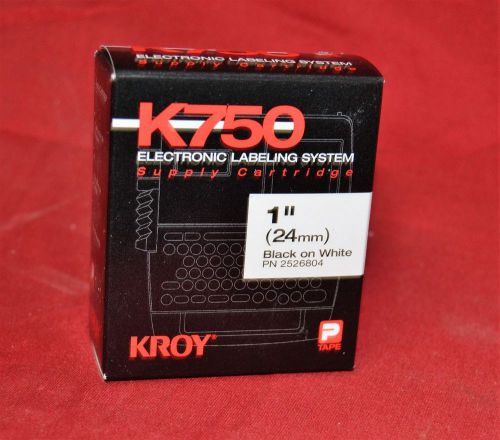 K750
ELECTRONIC LABELING SYSTEM
Supply Cartridge
K750
ELECTRONIC LABELING SYSTEM
Supply Cartridge
1"
(24mm)
Black on White
PN 2526804
KROY®
P
TAPE